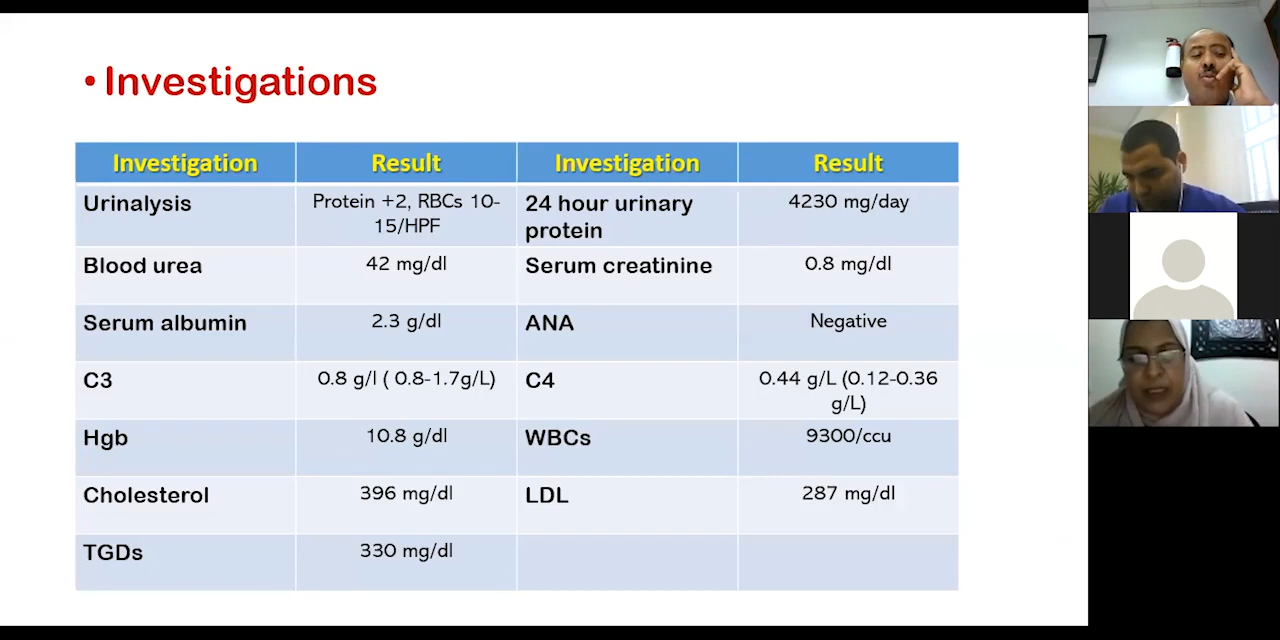 • Investigations
Investigation Result Investigation Result
Urinalysis Protein +2, RBCs 10-15/HPF 24 hour urinary protein 4230 mg/day
Blood urea 42 mg/dl Serum creatinine 0.8 mg/dl
Serum albumin 2.3 g/dl ANA Negative
C3 0.8 g/l ( 0.8-1.7g/L) C4 0.44 g/L (0.12-0.36 g/L)
Hgb 10.8 g/dl WBCs 9300/ccu
Cholesterol 396 mg/dl LDL 287 mg/dl
TGDs 330 mg/dl